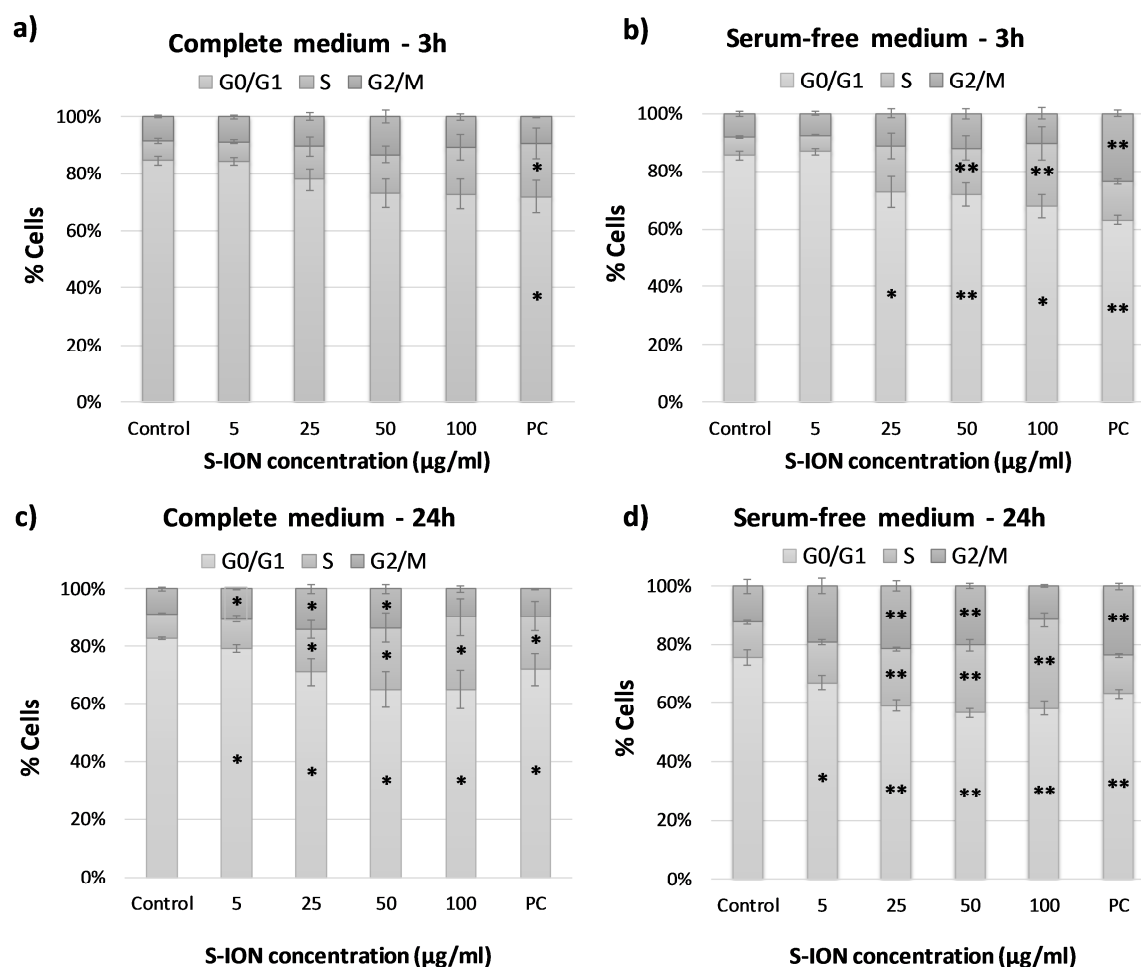 a)
Complete medium - 3h
G0/G1 S G2/M
100%
80%
60%
40%
20%
0%
% Cells
*
*
Control 5 25 50 100 PC
S-ION concentration (µg/ml)
b)
Serum-free medium - 3h
G0/G1 S G2/M
100%
80%
60%
40%
20%
0%
% Cells
**
** **
* ** * **
Control 5 25 50 100 PC
S-ION concentration (µg/ml)
c)
Complete medium - 24h
G0/G1 S G2/M
100%
80%
60%
40%
20%
0%
% Cells
* * *
* * * *
* * * * *
Control 5 25 50 100 PC
S-ION concentration (µg/ml)
d)
Serum-free medium - 24h
G0/G1 S G2/M
100%
80%
60%
40%
20%
0%
% Cells
** ** **
** ** **
* ** ** ** **
Control 5 25 50 100 PC
S-ION concentration (µg/ml)